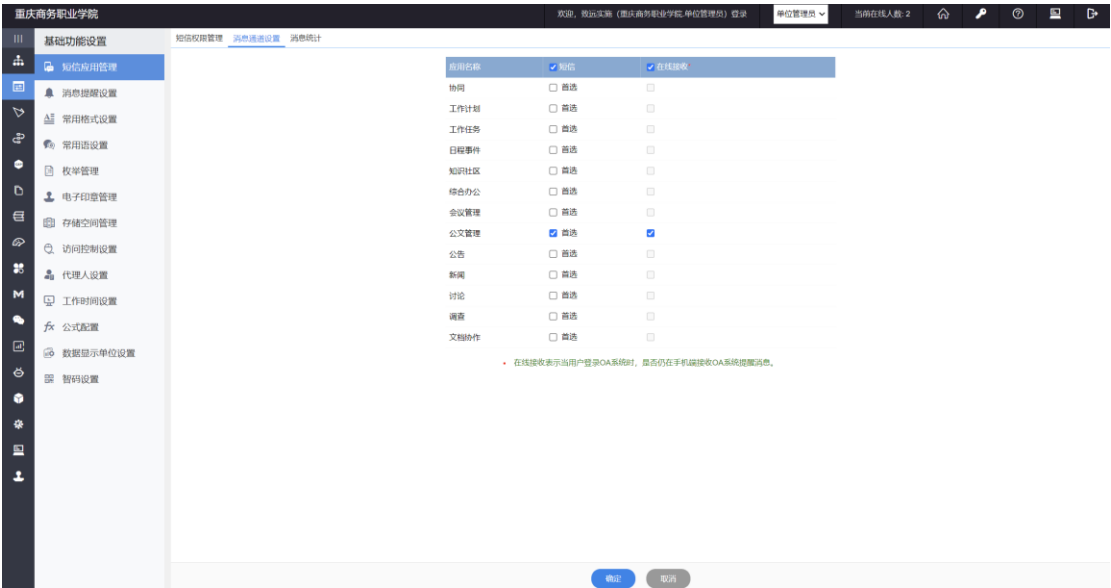 重庆商务职业学院
欢迎，致远实施（重庆商务职业学院.单位管理员）登录
单位管理员
当前在线人数: 2
基础功能设置
短信应用管理
消息提醒设置
常用格式设置
常用语设置
枚举管理
电子印章管理
存储空间管理
访问控制设置
代理人设置
工作时间设置
公式配置
数据显示单位设置
智码设置
短信权限管理 消息通道设置 消息统计
应用名称 短信 在线接收*
协同 首选
工作计划 首选
工作任务 首选
日程事件 首选
知识社区 首选
综合办公 首选
会议管理 首选
公文管理 首选
公告 首选
新闻 首选
讨论 首选
调查 首选
文档协作 首选
* 在线接收表示当用户登录OA系统时，是否仍在手机端接收OA系统提醒消息。
确定 取消